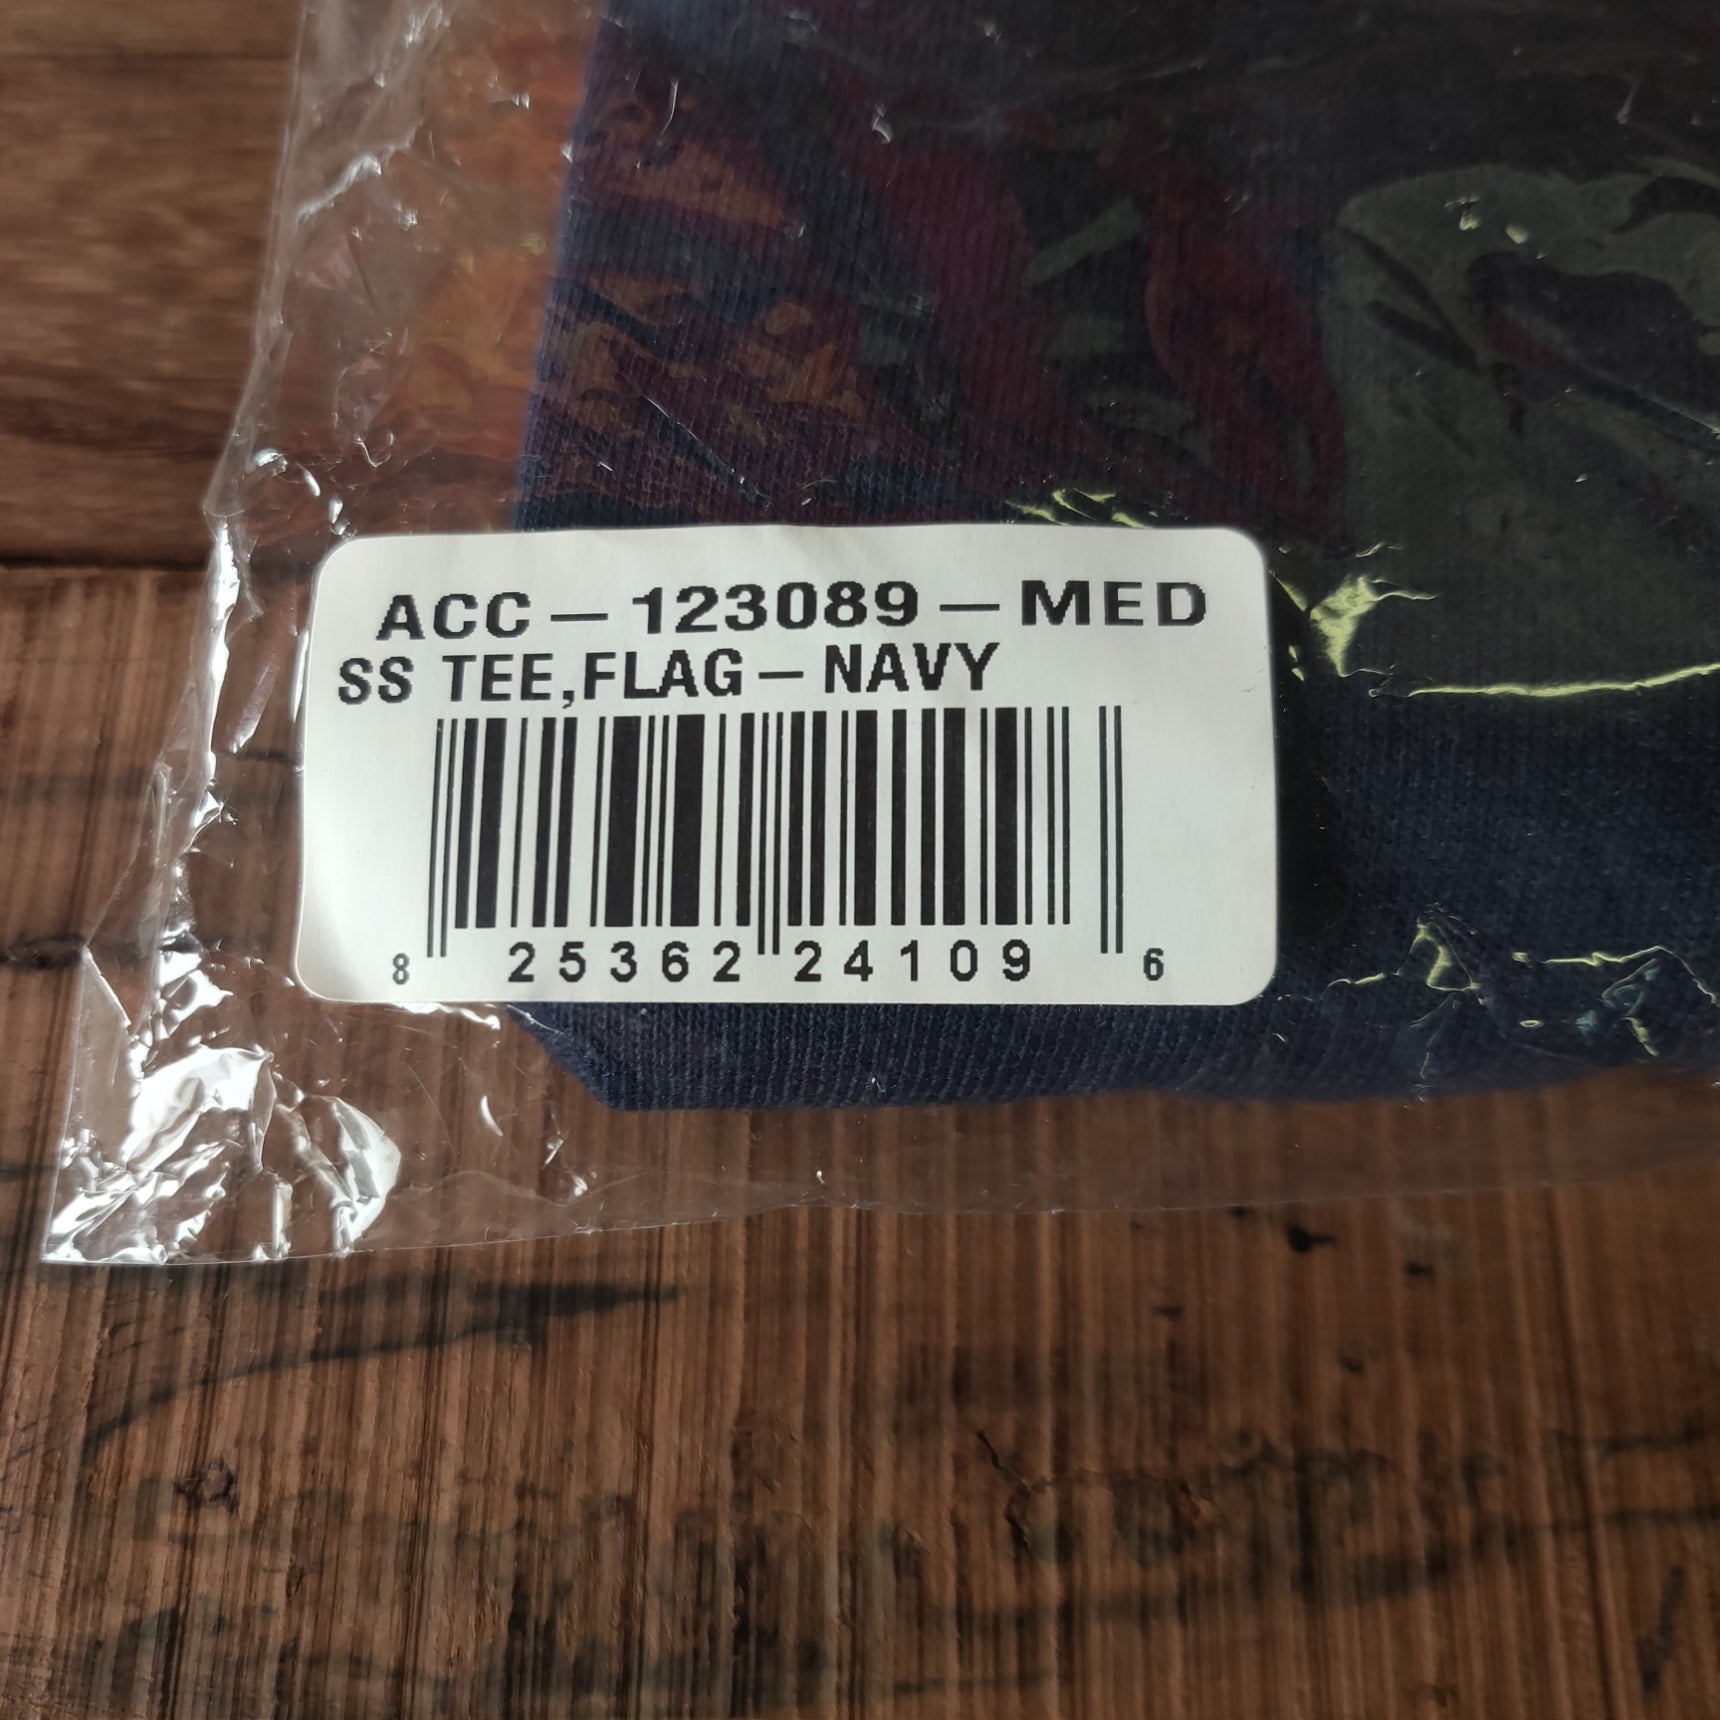 ACC-123089-MED
SS TEE,FLAG-NAVY
8 25362 24109 6